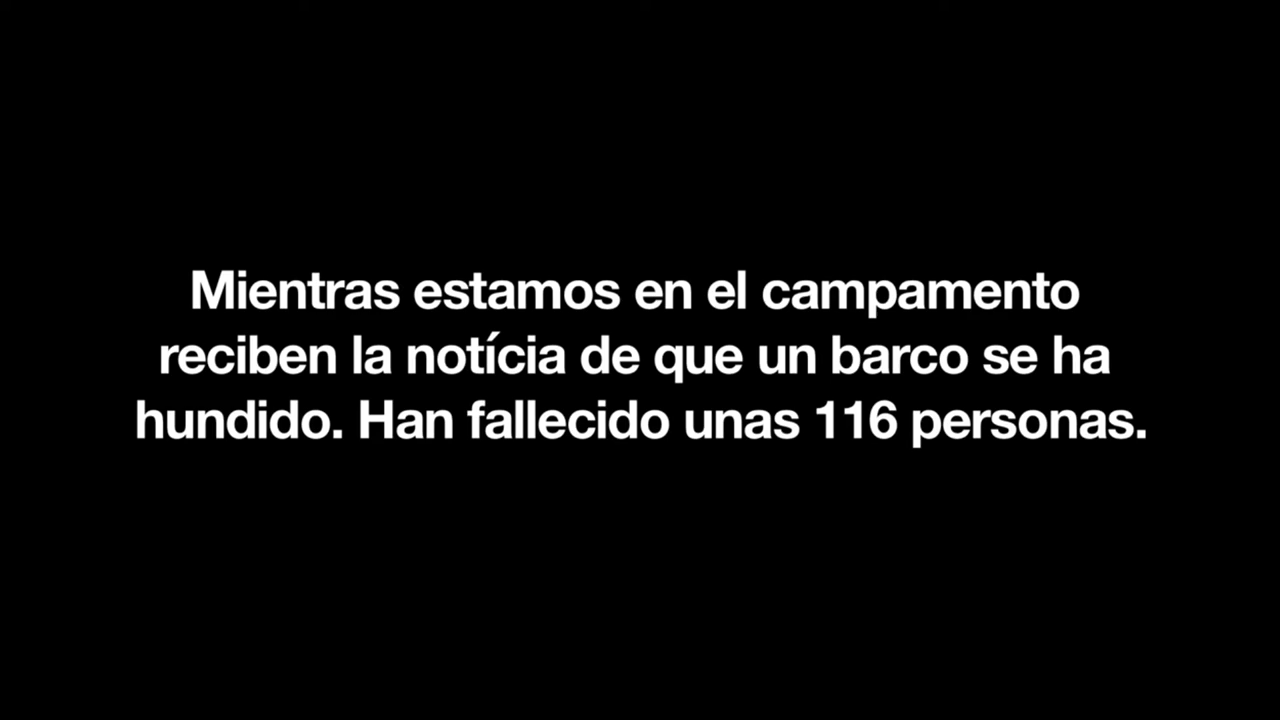 Mientras estamos en el campamento
reciben la notícia de que un barco se ha
hundido. Han fallecido unas 116 personas.